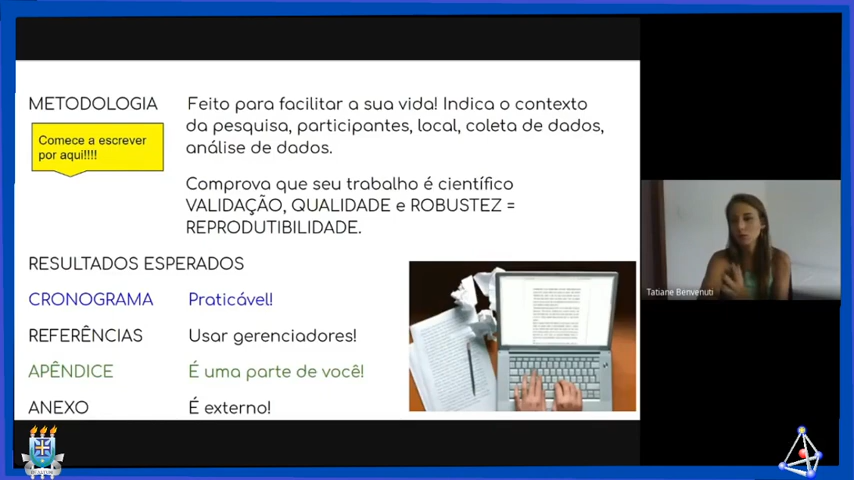 METODOLOGIA
Comece a escrever
por aqui!!!!
Feito para facilitar a sua vida! Indica o contexto
da pesquisa, participantes, local, coleta de dados,
análise de dados.
Comprova que seu trabalho é científico
VALIDAÇÃO, QUALIDADE e ROBUSTEZ =
REPRODUTIBILIDADE.
RESULTADOS ESPERADOS
CRONOGRAMA Praticável!
REFERÊNCIAS Usar gerenciadores!
APÊNDICE É uma parte de você!
ANEXO É externo!
Tatiane Benvenuti